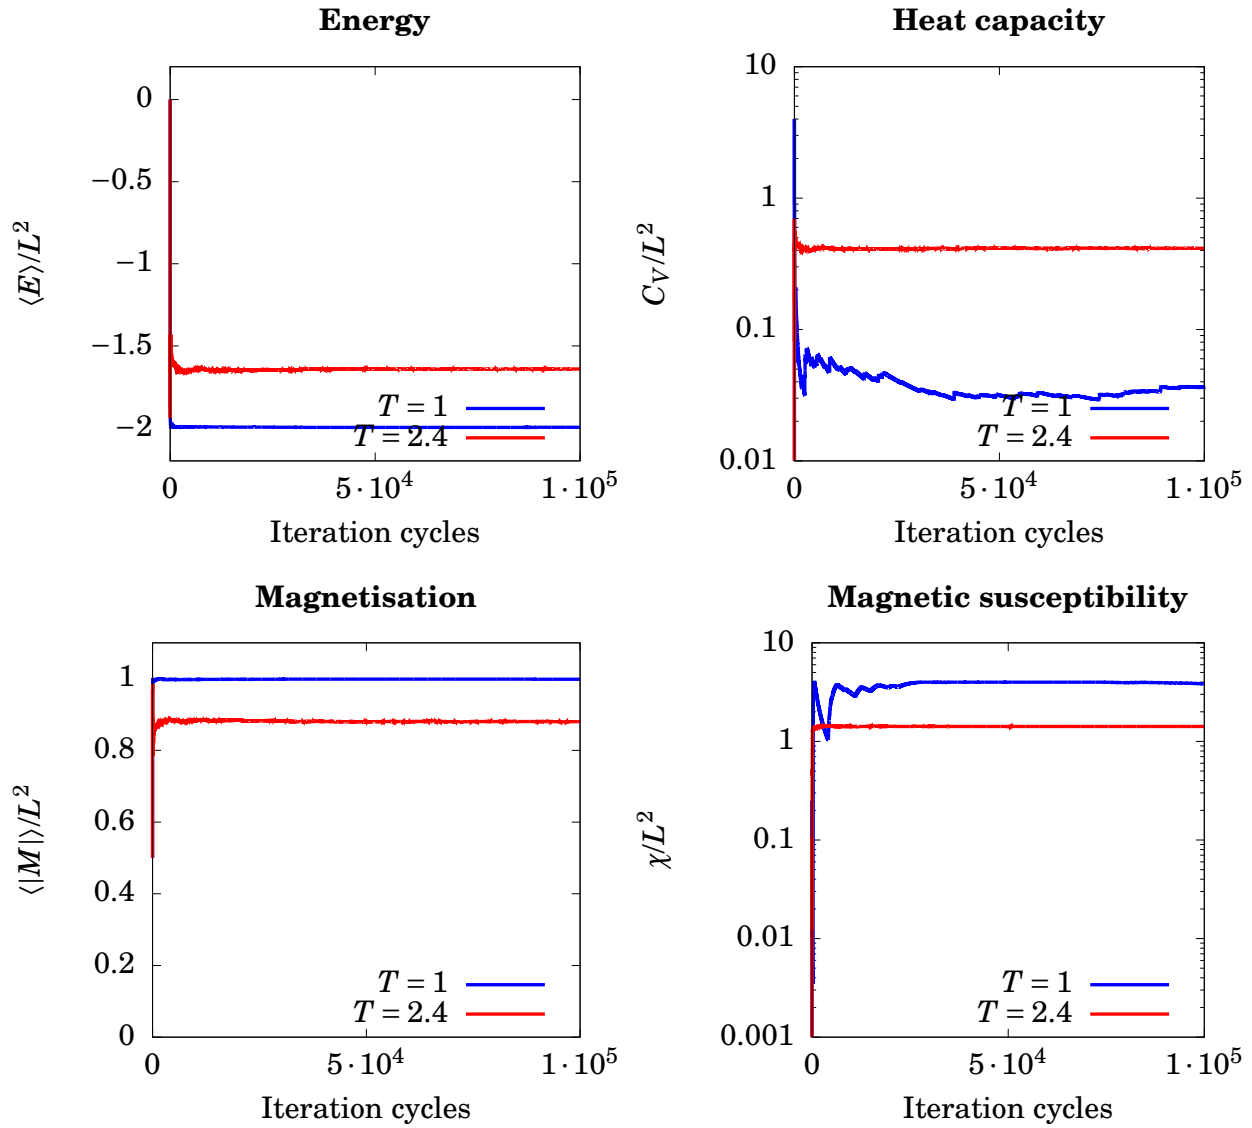 Energy
0
−0.5
−1
−1.5
−2
⟨E⟩/L²
T = 1
T = 2.4
0
5·10⁴
1·10⁵
Iteration cycles
Heat capacity
10
1
0.1
0.01
C_V/L²
T = 1
T = 2.4
0
5·10⁴
1·10⁵
Iteration cycles
Magnetisation
1
0.8
0.6
0.4
0.2
0
⟨|M|⟩/L²
T = 1
T = 2.4
0
5·10⁴
1·10⁵
Iteration cycles
Magnetic susceptibility
10
1
0.1
0.01
0.001
χ/L²
T = 1
T = 2.4
0
5·10⁴
1·10⁵
Iteration cycles